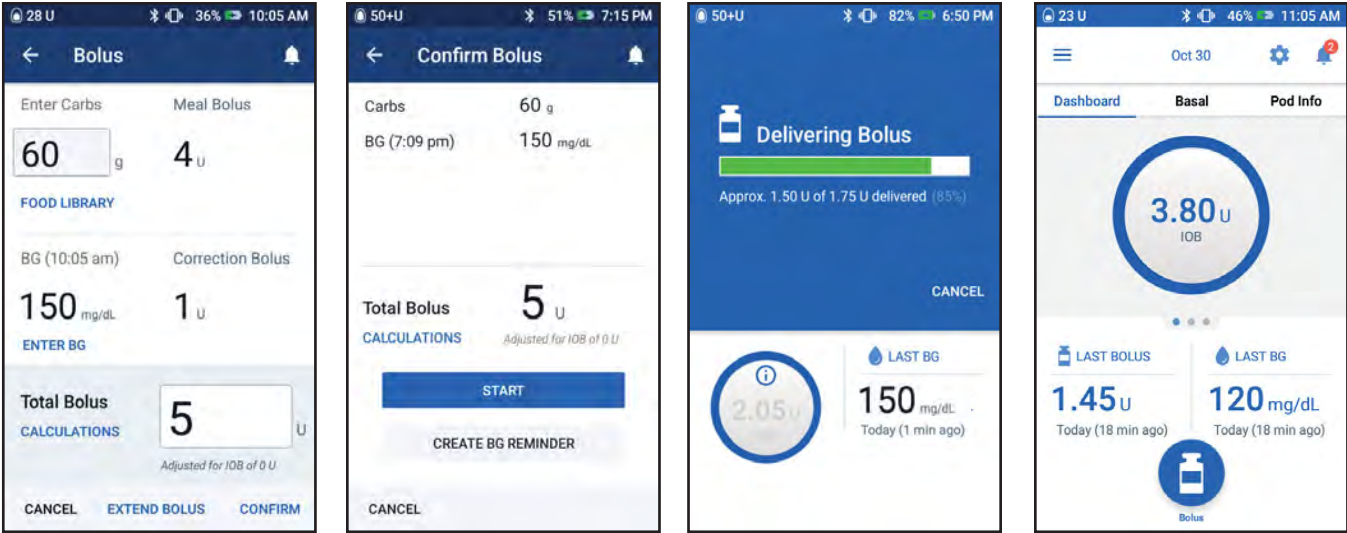 28 U 36% 10:05 AM
Bolus
Enter Carbs Meal Bolus
60 g 4 U
FOOD LIBRARY
BG (10:05 am) Correction Bolus
150 mg/dL 1 U
ENTER BG
Total Bolus 5 U
CALCULATIONS
Adjusted for IOB of 0 U
CANCEL EXTEND BOLUS CONFIRM
50+U 51% 7:15 PM
Confirm Bolus
Carbs 60 g
BG (7:09 pm) 150 mg/dL
Total Bolus 5 U
CALCULATIONS Adjusted for IOB of 0 U
START
CREATE BG REMINDER
CANCEL
50+U 82% 6:50 PM
Delivering Bolus
Approx. 1.50 U of 1.75 U delivered (85%)
CANCEL
LAST BG
2.05 U 150 mg/dL
Today (1 min ago)
23 U 46% 11:05 AM
Oct 30 2
Dashboard Basal Pod Info
3.80 U
IOB
LAST BOLUS LAST BG
1.45 U 120 mg/dL
Today (18 min ago) Today (18 min ago)
Bolus